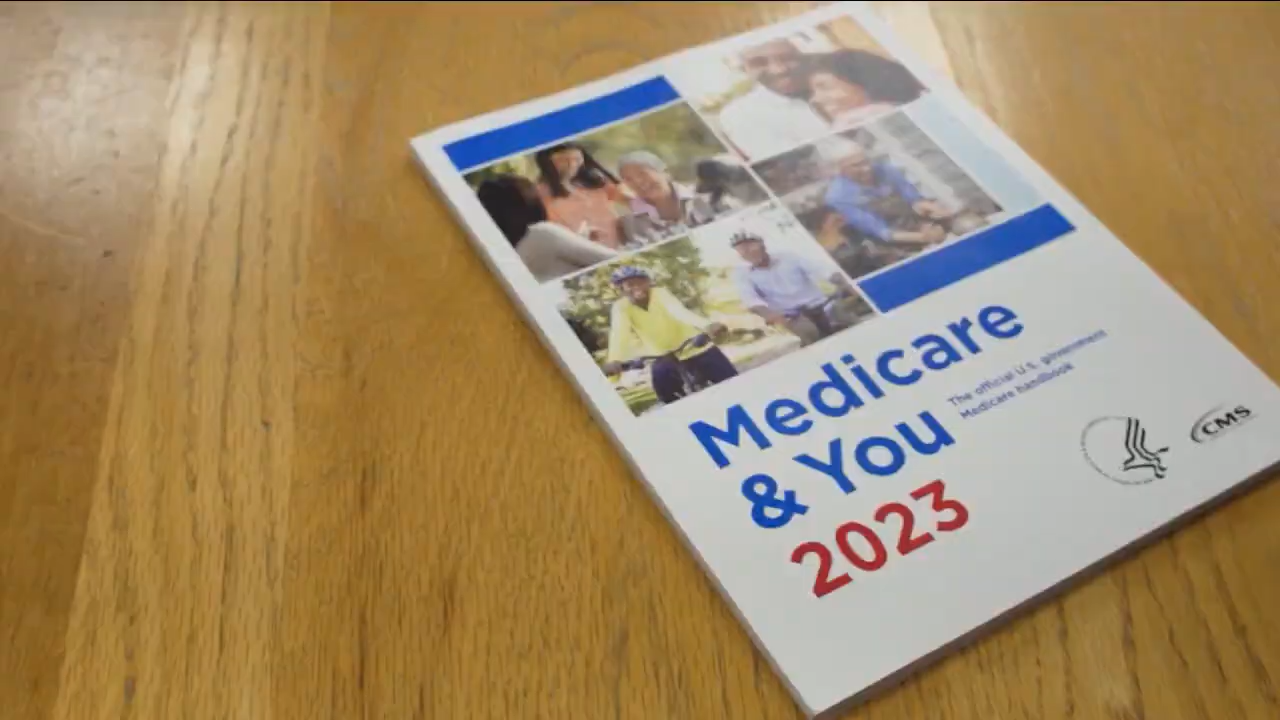 Medicare
& You
The official U.S. government
Medicare handbook
2023
CMS